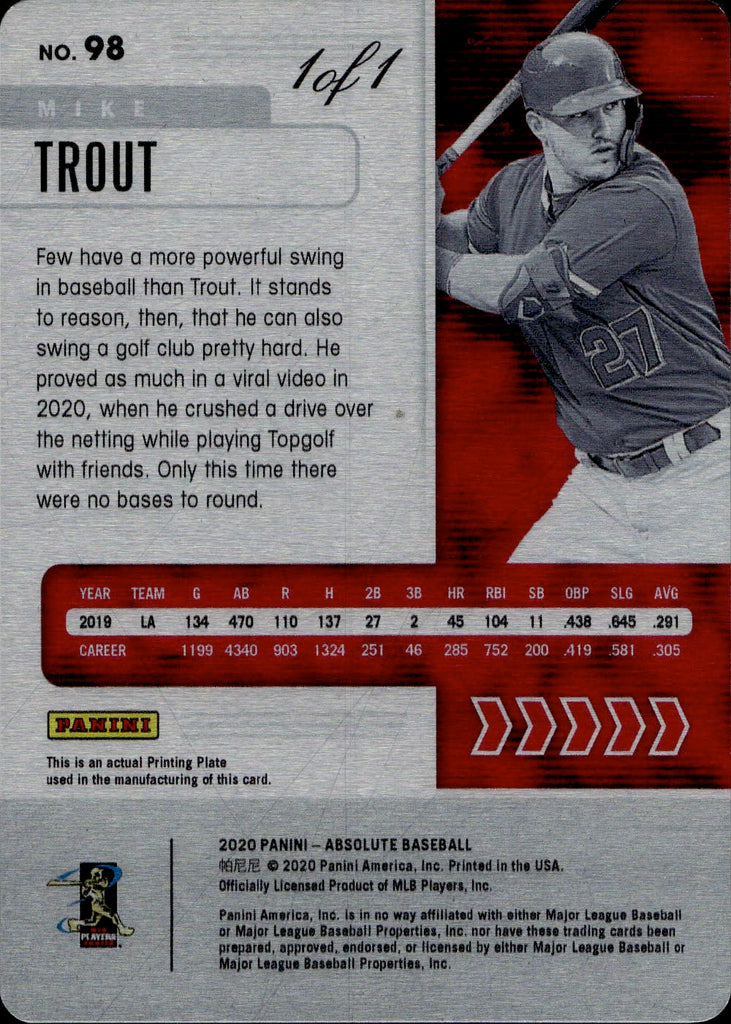 NO. 98
1 of 1
MIKE
TROUT
Few have a more powerful swing
in baseball than Trout. It stands
to reason, then, that he can also
swing a golf club pretty hard. He
proved as much in a viral video in
2020, when he crushed a drive over
the netting while playing Topgolf
with friends. Only this time there
were no bases to round.
27
YEAR TEAM G AB R H 2B 3B HR RBI SB OBP SLG AVG
2019 LA 134 470 110 137 27 2 45 104 11 .438 .645 .291
CAREER 1199 4340 903 1324 251 46 285 752 200 .419 .581 .305
PANINI
This is an actual Printing Plate
used in the manufacturing of this card.
2020 PANINI – ABSOLUTE BASEBALL
帕尼尼 © 2020 Panini America, Inc. Printed in the USA.
Officially Licensed Product of MLB Players, Inc.
Panini America, Inc. is in no way affiliated with either Major League Baseball
or Major League Baseball Properties, Inc. nor have these trading cards been
prepared, approved, endorsed, or licensed by either Major League Baseball or
Major League Baseball Properties, Inc.
PLAYERS